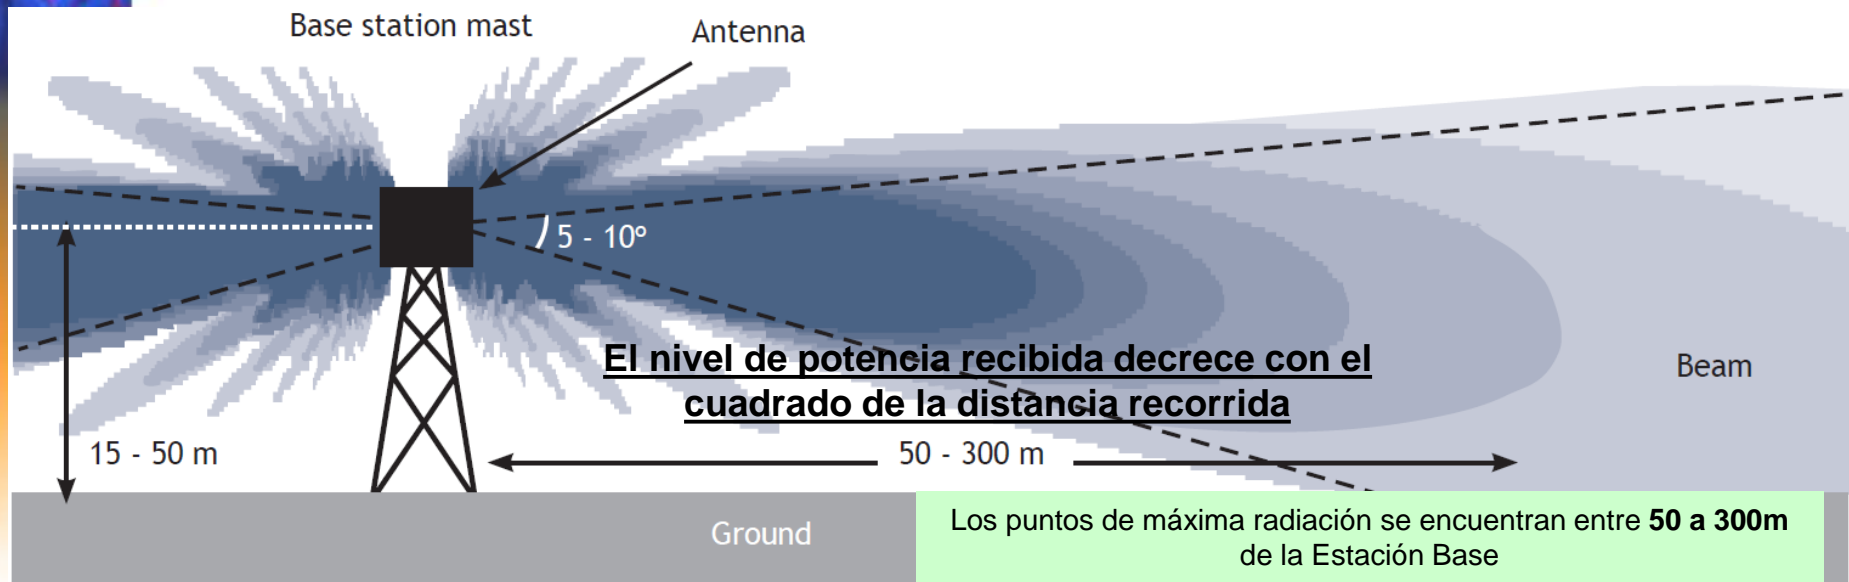 Base station mast
Antenna
5 - 10º
El nivel de potencia recibida decrece con el
cuadrado de la distancia recorrida
Beam
15 - 50 m
50 - 300 m
Ground
Los puntos de máxima radiación se encuentran entre 50 a 300m
de la Estación Base